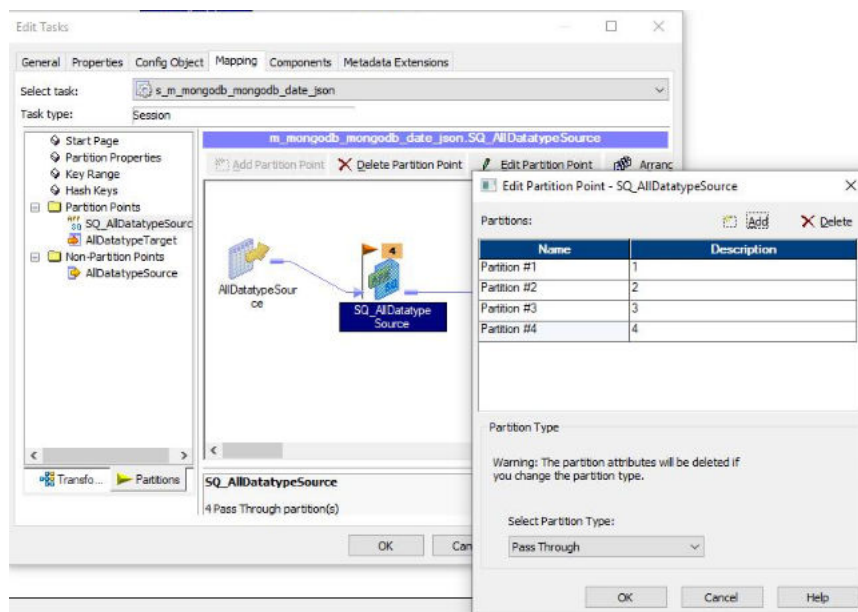 Edit Tasks
General Properties Config Object Mapping Components Metadata Extensions
Select task: s_m_mongodb_mongodb_date_json
Task type: Session
Start Page
Partition Properties
Key Range
Hash Keys
Partition Points
SQ_AllDatatypeSourc
AllDatatypeTarget
Non-Partition Points
AllDatatypeSource
Transfo... Partitions
m_mongodb_mongodb_date_json.SQ_AllDatatypeSource
Add Partition Point Delete Partition Point Edit Partition Point Arranc
AllDatatypeSour
ce
4
SQ_AllDatatype
Source
SQ_AllDatatypeSource
4 Pass Through partition(s)
OK Can
Edit Partition Point - SQ_AllDatatypeSource
Partitions: Add Delete
Name Description
Partition #1 1
Partition #2 2
Partition #3 3
Partition #4 4
Partition Type
Warning: The partition attributes will be deleted if
you change the partition type.
Select Partition Type:
Pass Through
OK Cancel Help